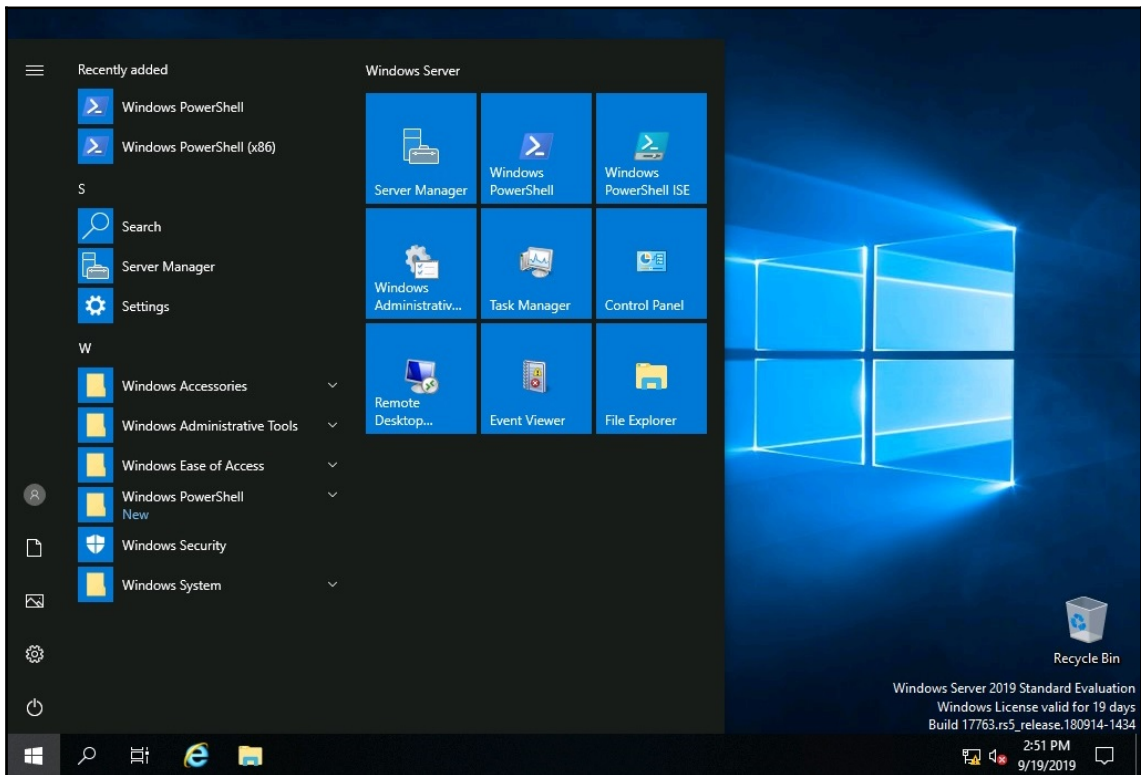 Recently added
Windows PowerShell
Windows PowerShell (x86)
S
Search
Server Manager
Settings
W
Windows Accessories
Windows Administrative Tools
Windows Ease of Access
Windows PowerShell
New
Windows Security
Windows System
Windows Server
Server Manager
Windows
PowerShell
Windows
PowerShell ISE
Windows
Administrativ...
Task Manager
Control Panel
Remote
Desktop...
Event Viewer
File Explorer
Recycle Bin
Windows Server 2019 Standard Evaluation
Windows License valid for 19 days
Build 17763.rs5_release.180914-1434
2:51 PM
9/19/2019